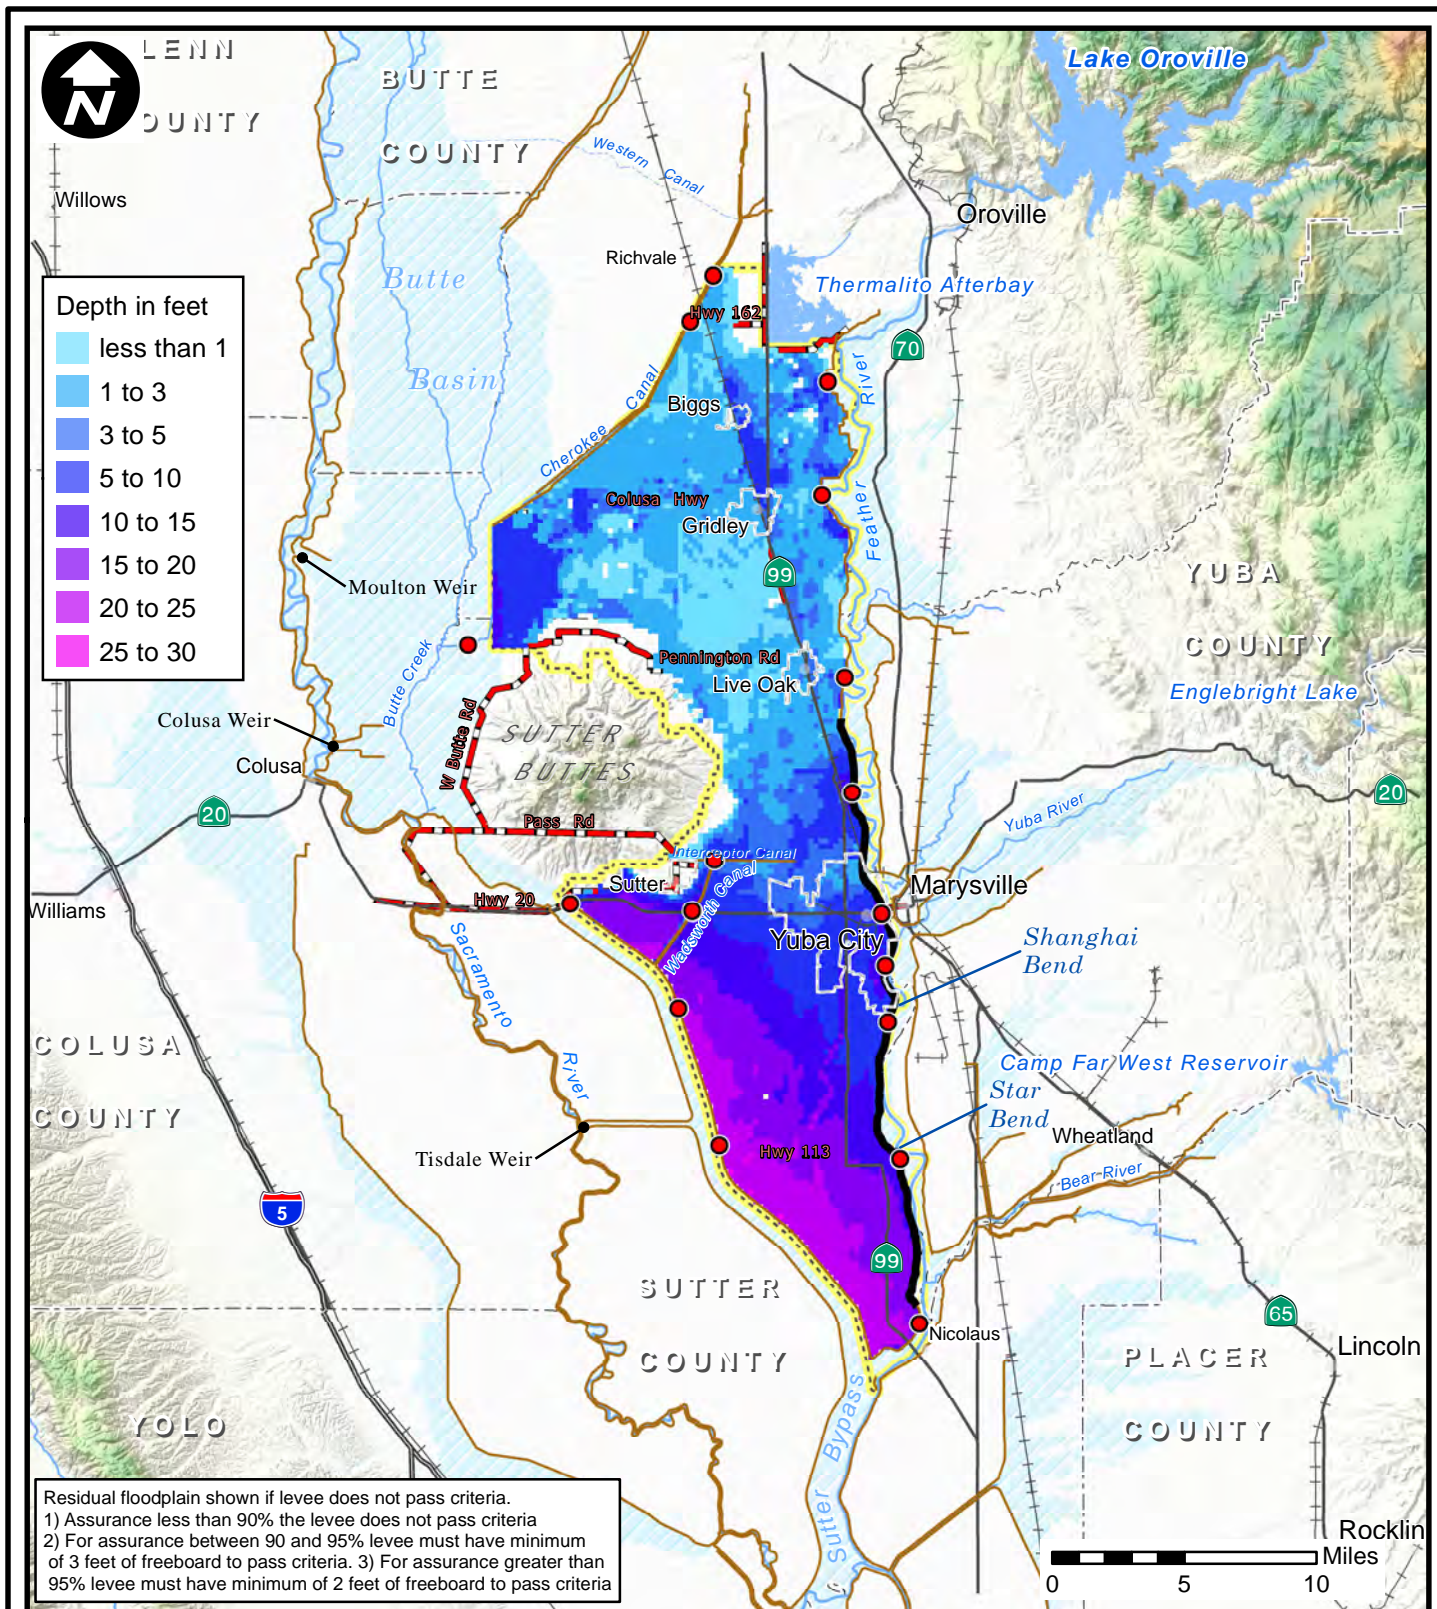 GLENN
COUNTY
BUTTE
COUNTY
N
Lake Oroville
Western Canal
Willows
Oroville
Richvale
Butte
Basin
Thermalito Afterbay
Hwy 162
70
Depth in feet
less than 1
1 to 3
3 to 5
5 to 10
10 to 15
15 to 20
20 to 25
25 to 30
Feather River
Biggs
Cherokee Canal
Colusa Hwy
Gridley
99
Moulton Weir
YUBA
COUNTY
Pennington Rd
Live Oak
Englebright Lake
Butte Creek
W Butte Rd
Colusa Weir
Colusa
SUTTER
BUTTES
20
20
Yuba River
Pass Rd
Interceptor Canal
Sutter
Marysville
Hwy 20
Williams
Wadsworth Canal
Yuba City
Shanghai
Bend
Sacramento
River
COLUSA
COUNTY
Camp Far West Reservoir
Star
Bend
Wheatland
Tisdale Weir
Hwy 113
Bear River
5
99
SUTTER
COUNTY
65
Nicolaus
Lincoln
PLACER
COUNTY
Sutter Bypass
YOLO
Residual floodplain shown if levee does not pass criteria.
1) Assurance less than 90% the levee does not pass criteria
2) For assurance between 90 and 95% levee must have minimum
of 3 feet of freeboard to pass criteria. 3) For assurance greater than
95% levee must have minimum of 2 feet of freeboard to pass criteria
Rocklin
Miles
0 5 10